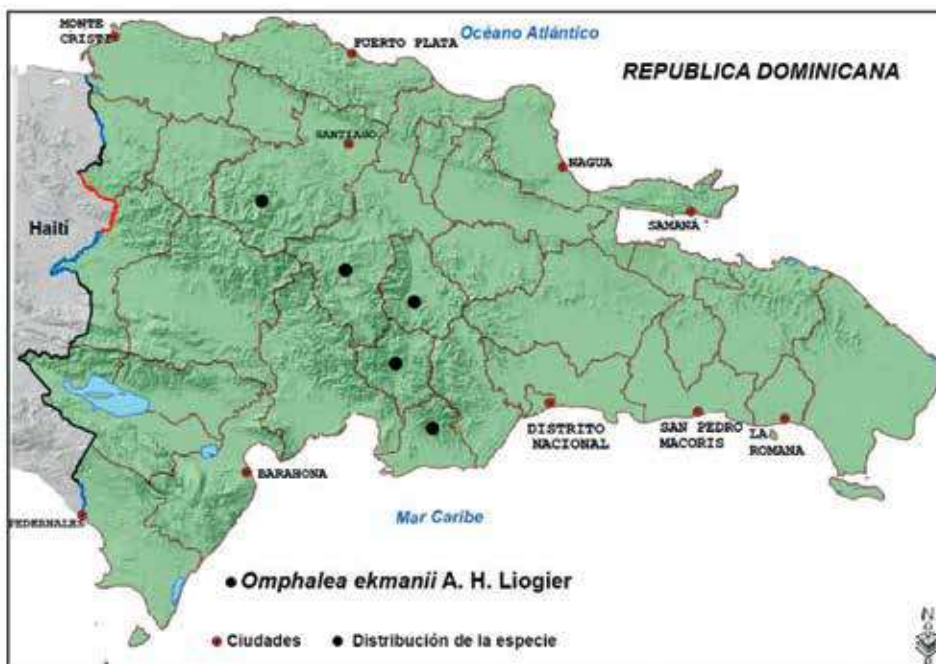 MONTE
CRISTI
Océano Atlántico
PUERTO PLATA
REPUBLICA DOMINICANA
SANTIAGO
NAGUA
Haití
SAMANÁ
DISTRITO
NACIONAL
SAN PEDRO
MACORIS
LA
ROMANA
BARAHONA
PEDERNALES
Mar Caribe
Omphalea ekmanii A. H. Liogier
Ciudades
Distribución de la especie
N